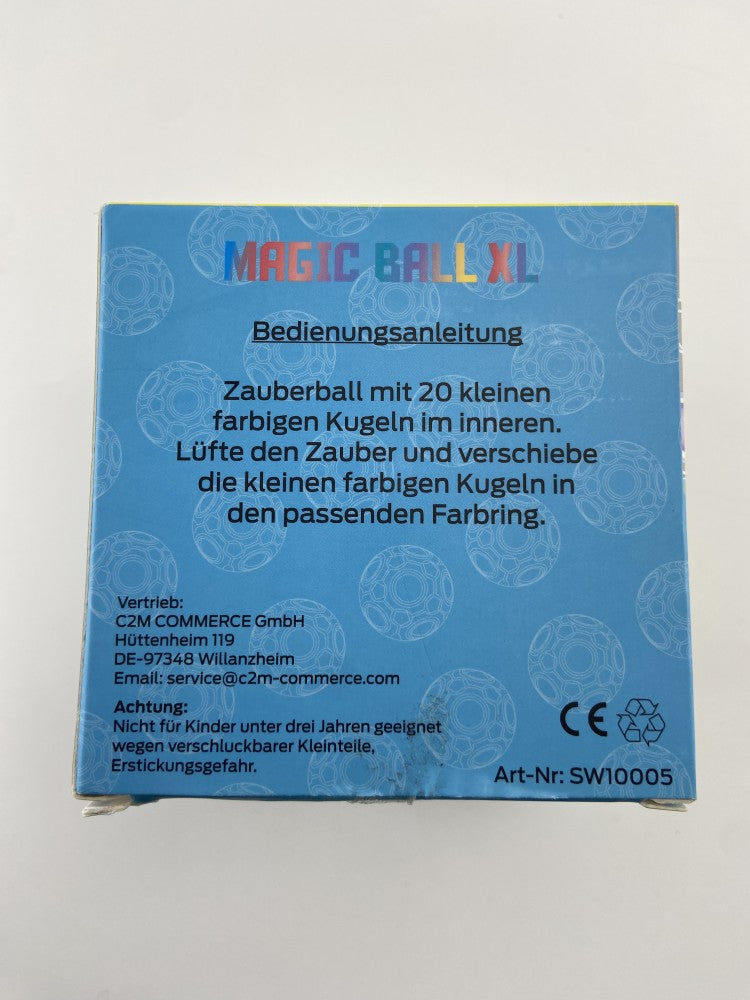 MAGIC BALL XL
Bedienungsanleitung
Zauberball mit 20 kleinen
farbigen Kugeln im inneren.
Lüfte den Zauber und verschiebe
die kleinen farbigen Kugeln in
den passenden Farbring.
Vertrieb:
C2M COMMERCE GmbH
Hüttenheim 119
DE-97348 Willanzheim
Email: service@c2m-commerce.com
Achtung:
Nicht für Kinder unter drei Jahren geeignet
wegen verschluckbarer Kleinteile,
Erstickungsgefahr.
CE
Art-Nr: SW10005